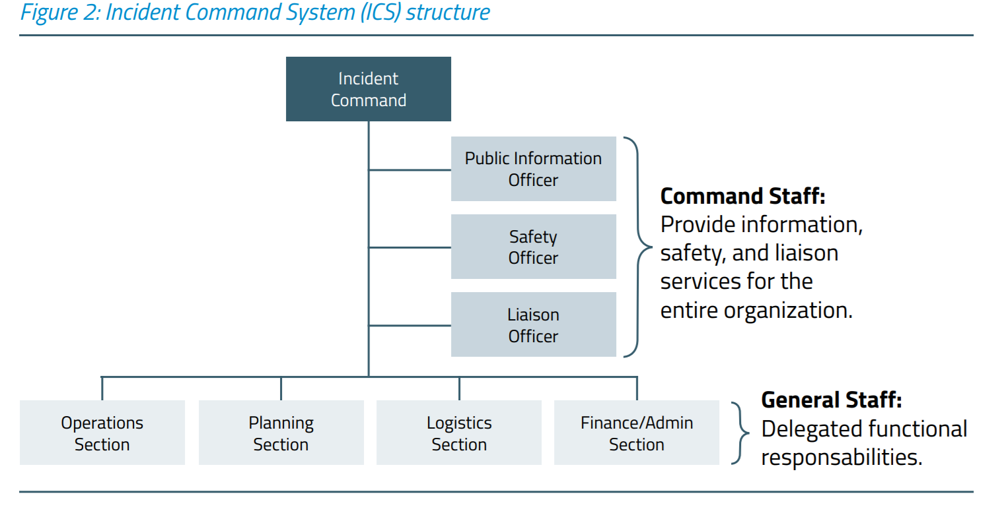 Figure 2: Incident Command System (ICS) structure
Incident
Command
Public Information
Officer
Safety
Officer
Liaison
Officer
Command Staff:
Provide information,
safety, and liaison
services for the
entire organization.
Operations
Section
Planning
Section
Logistics
Section
Finance/Admin
Section
General Staff:
Delegated functional
responsabilities.